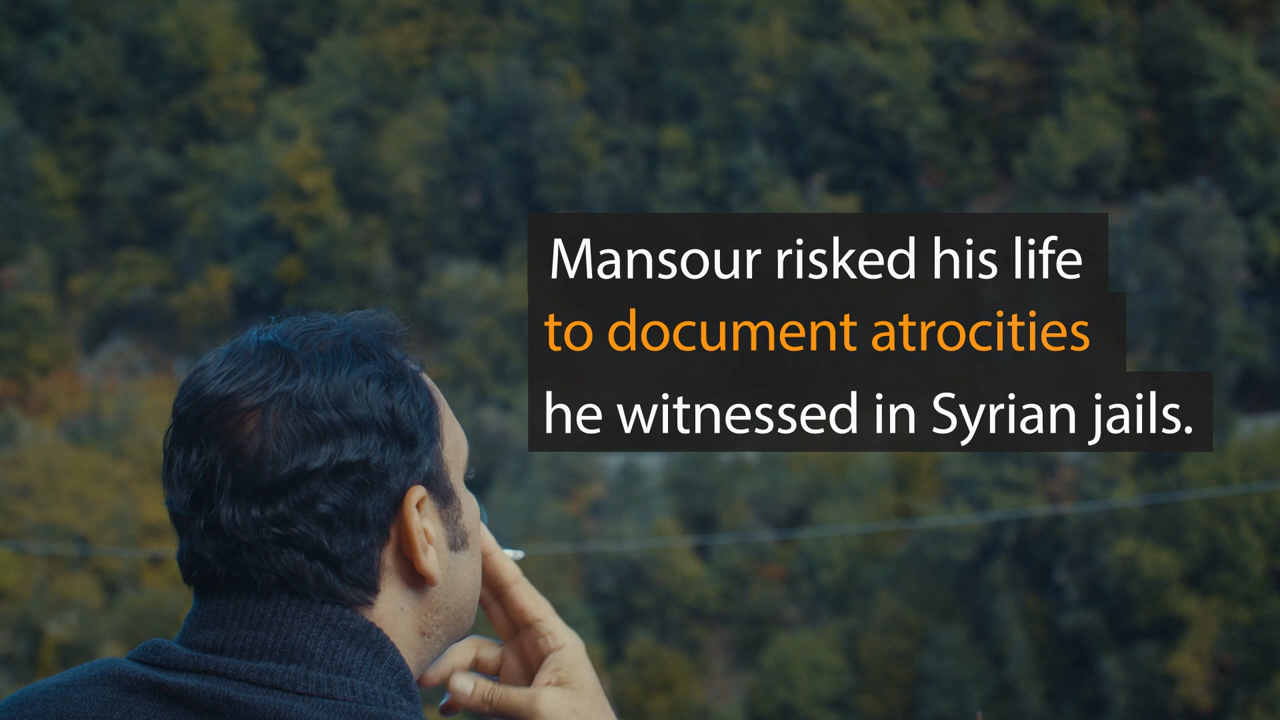 Mansour risked his life
to document atrocities
he witnessed in Syrian jails.